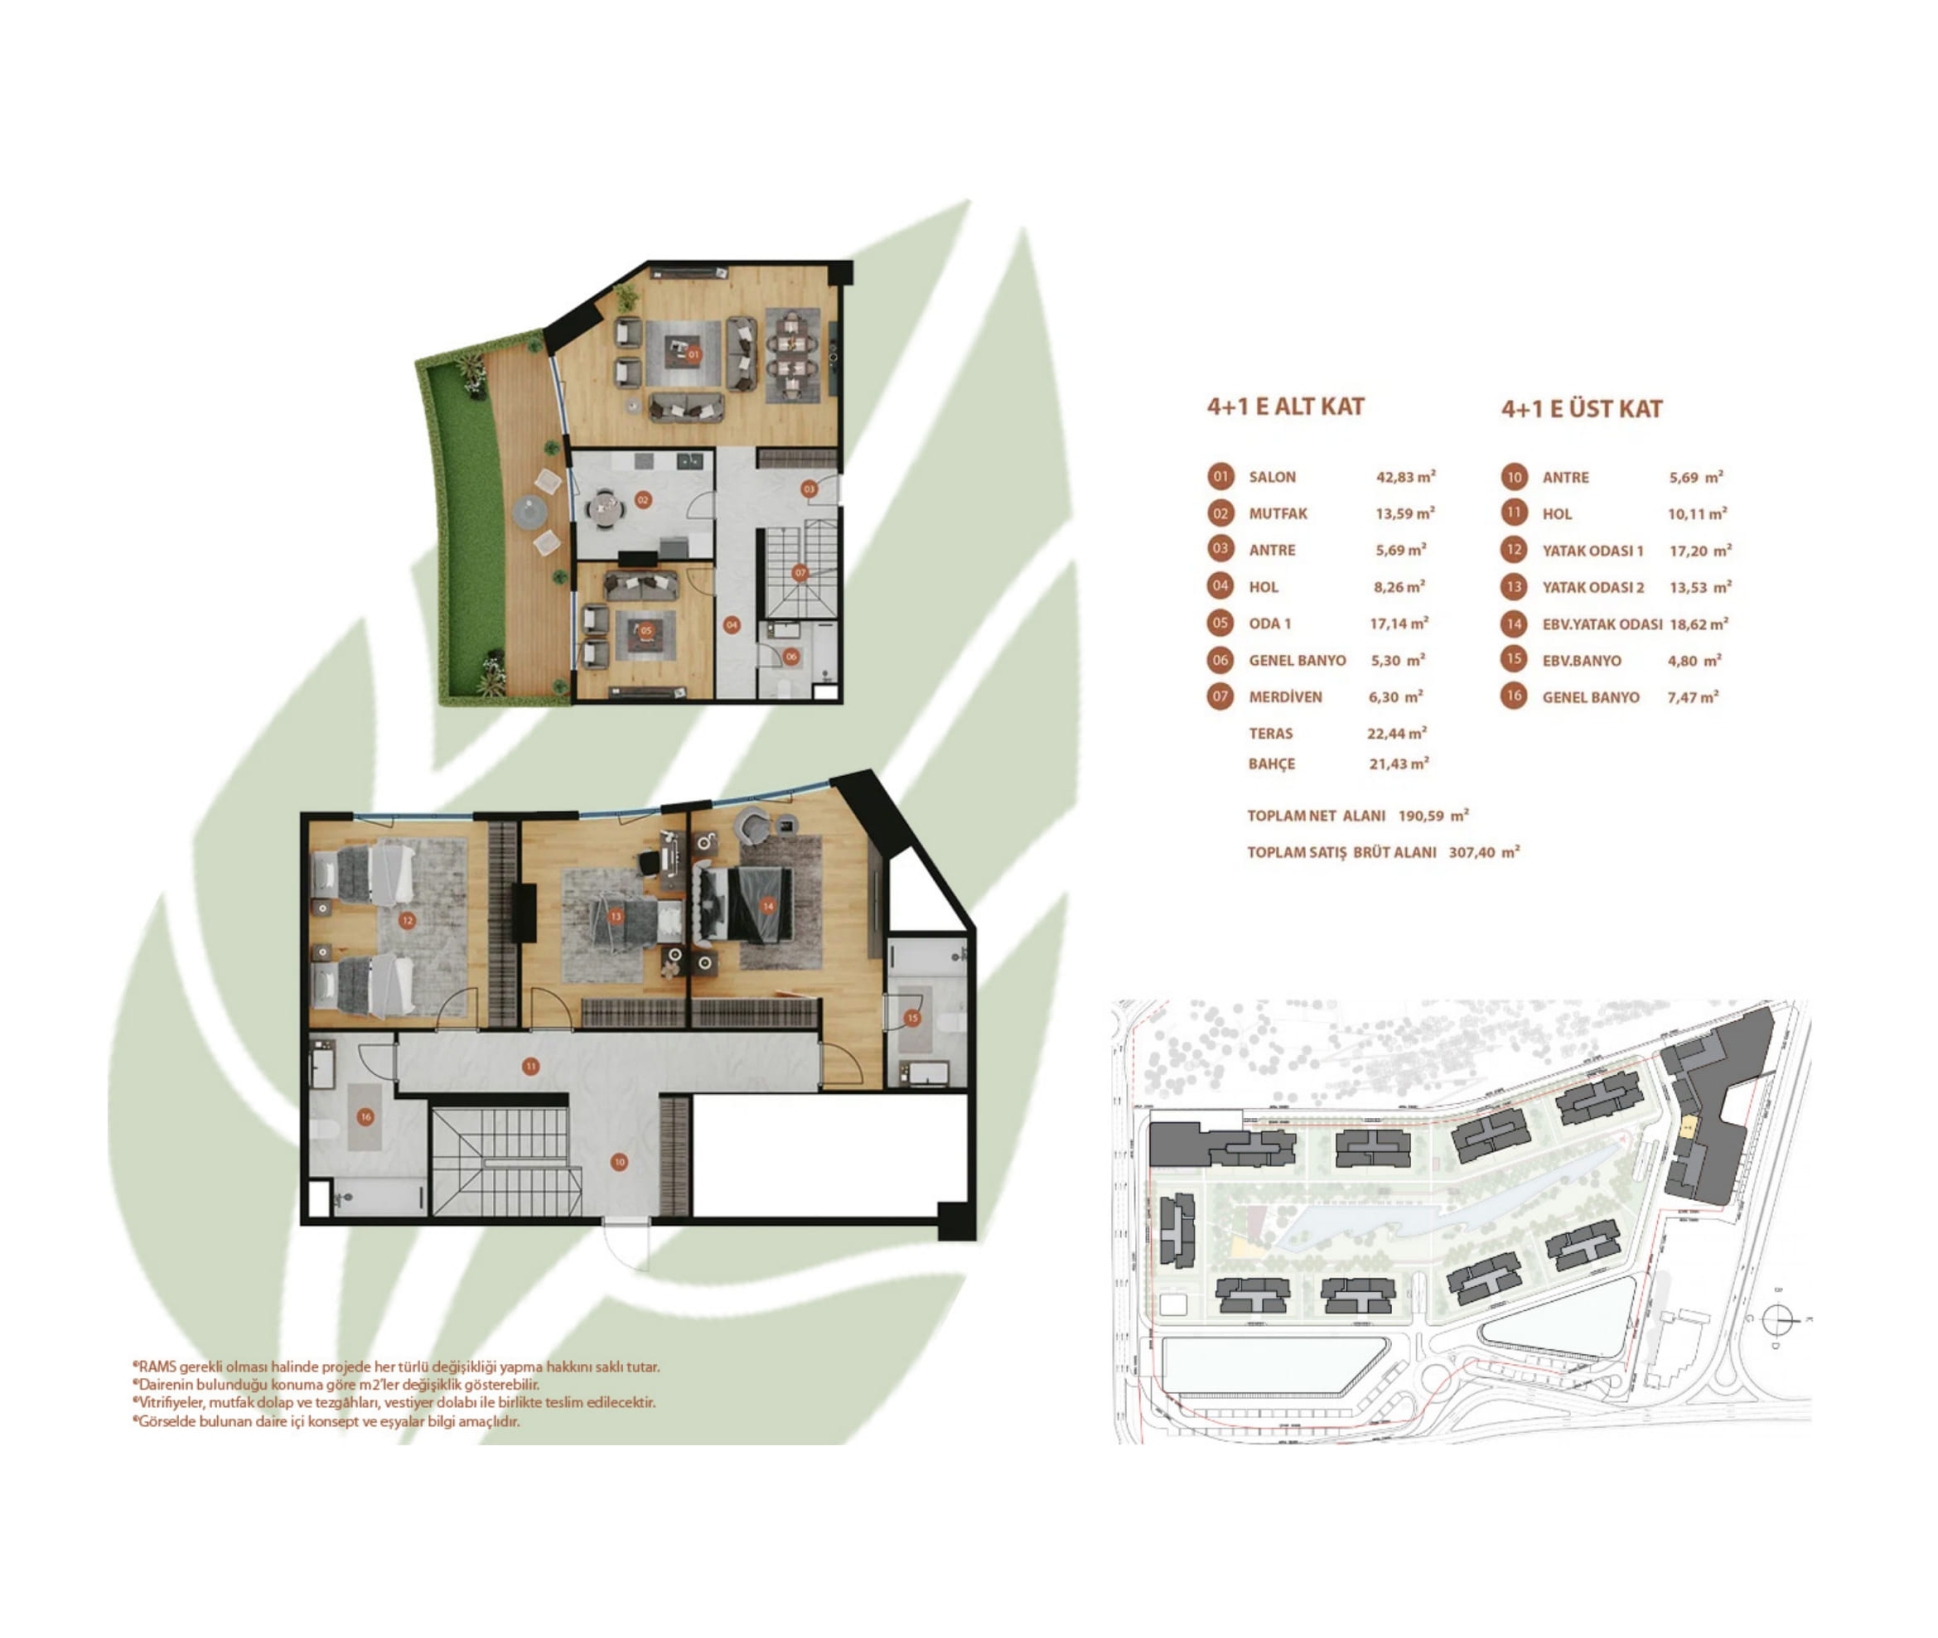 4+1 E ALT KAT
01 SALON 42,83 m²
02 MUTFAK 13,59 m²
03 ANTRE 5,69 m²
04 HOL 8,26 m²
05 ODA 1 17,14 m²
06 GENEL BANYO 5,30 m²
07 MERDİVEN 6,30 m²
TERAS 22,44 m²
BAHÇE 21,43 m²
TOPLAM NET ALANI 190,59 m²
TOPLAM SATIŞ BRÜT ALANI 307,40 m²
4+1 E ÜST KAT
10 ANTRE 5,69 m²
11 HOL 10,11 m²
12 YATAK ODASI 1 17,20 m²
13 YATAK ODASI 2 13,53 m²
14 EBV.YATAK ODASI 18,62 m²
15 EBV.BANYO 4,80 m²
16 GENEL BANYO 7,47 m²
01
02
03
07
05
04
06
12
13
14
15
11
16
10
*RAMS gerekli olması halinde projede her türlü değişikliği yapma hakkını saklı tutar.
*Dairenin bulunduğu konuma göre m2'ler değişiklik gösterebilir.
*Vitrifiyeler, mutfak dolap ve tezgâhları, vestiyer dolabı ile birlikte teslim edilecektir.
*Görselde bulunan daire içi konsept ve eşyalar bilgi amaçlıdır.